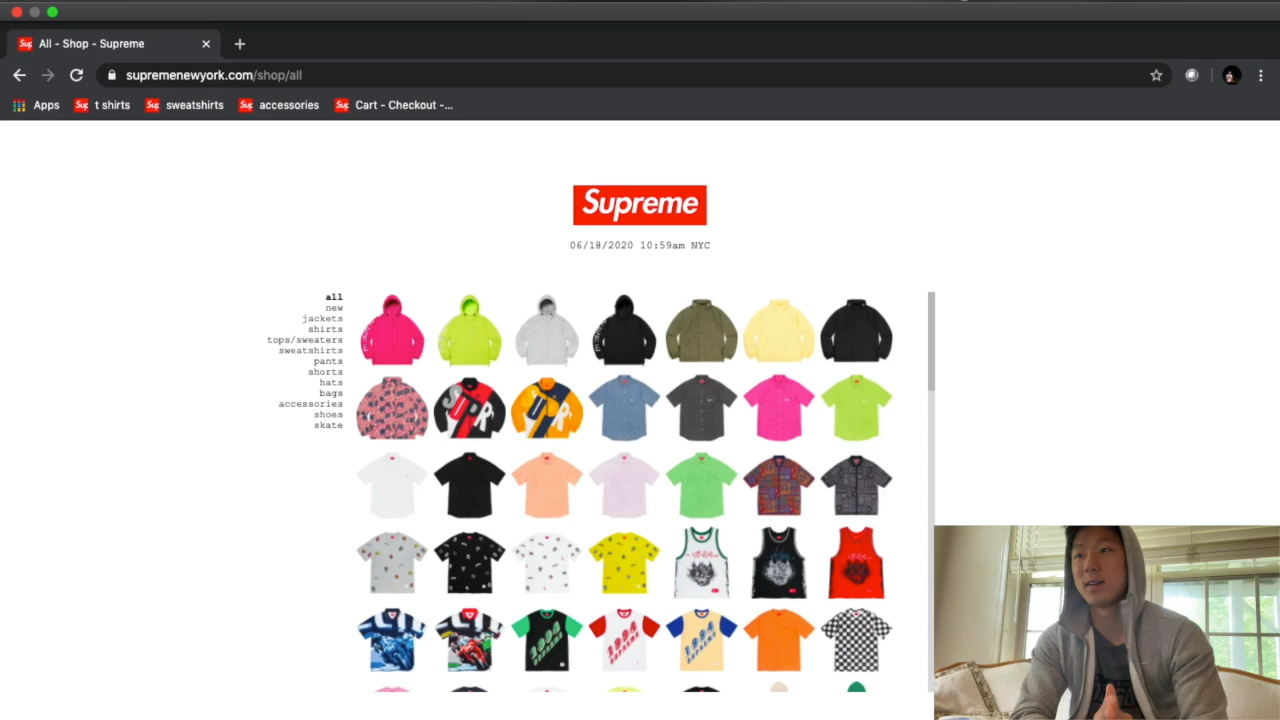 All - Shop - Supreme
supremenewyork.com/shop/all
Apps t shirts sweatshirts accessories Cart - Checkout -...
Supreme
06/18/2020 10:59am NYC
all
new
jackets
shirts
tops/sweaters
sweatshirts
pants
shorts
hats
bags
accessories
shoes
skate